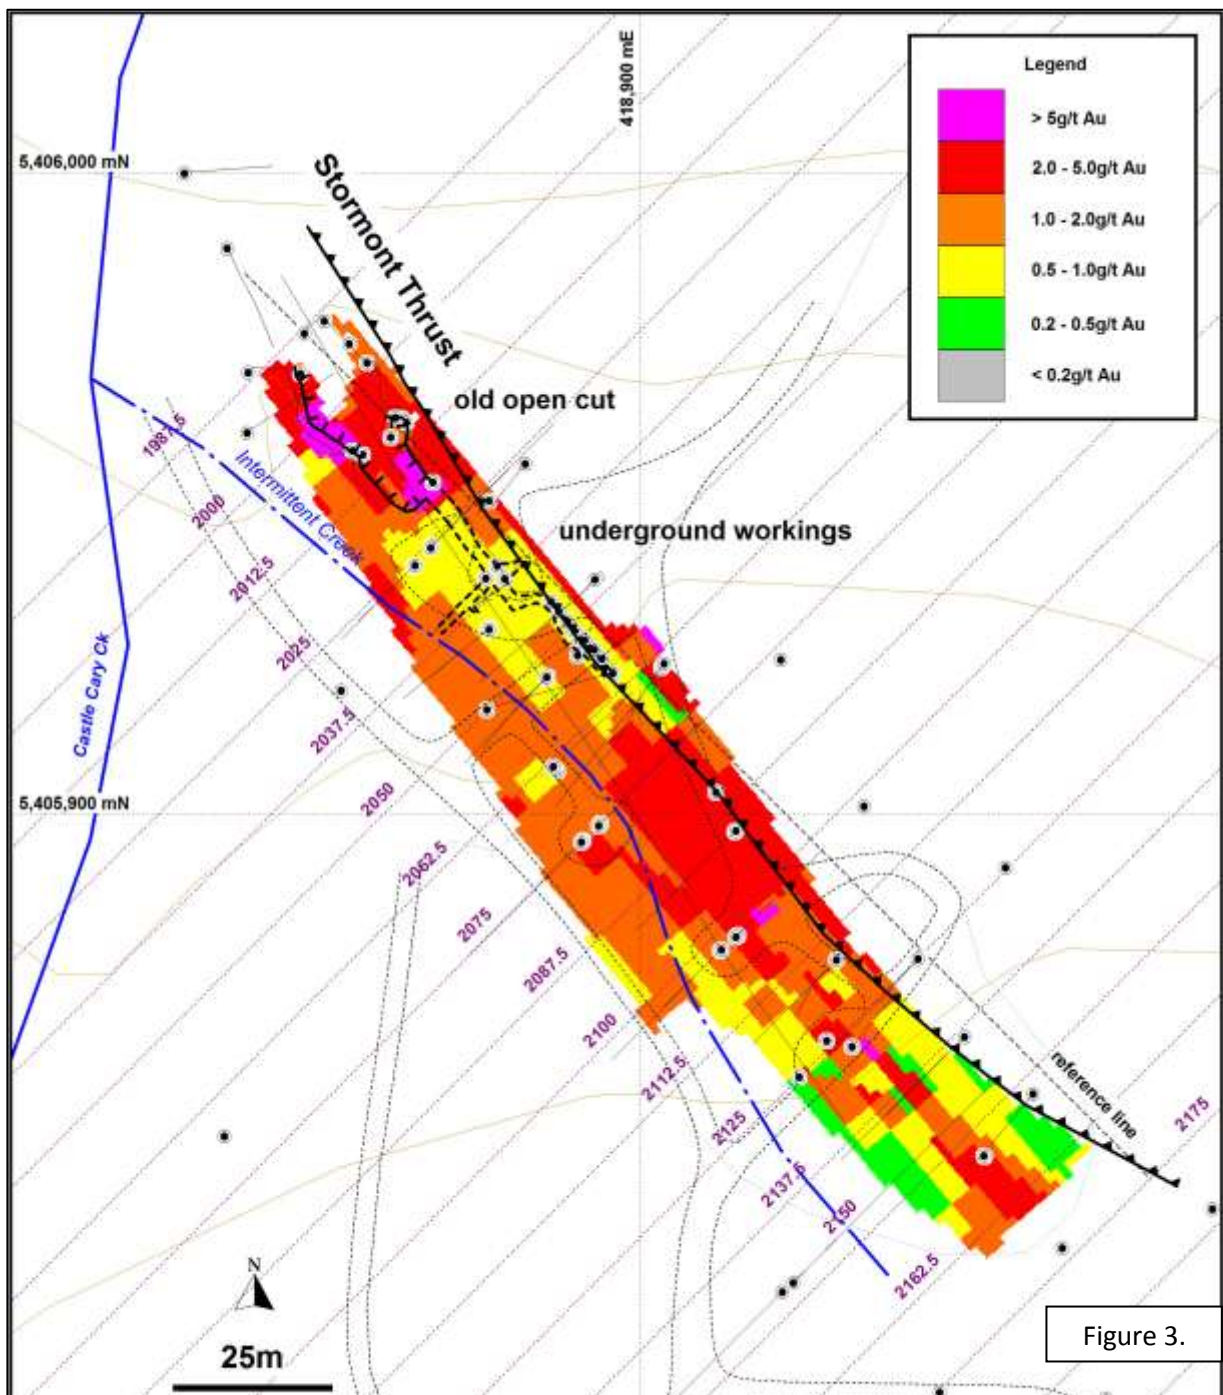 418,900 mE
Legend
> 5g/t Au
2.0 - 5.0g/t Au
1.0 - 2.0g/t Au
0.5 - 1.0g/t Au
0.2 - 0.5g/t Au
< 0.2g/t Au
5,406,000 mN
Stormont Thrust
old open cut
underground workings
1987.5
Intermittent Creek
2000
2012.5
2025
2037.5
Castle Cary Ck
5,405,900 mN
2050
2062.5
2075
2087.5
2100
2112.5
2125
2137.5
2150
2162.5
2175
reference line
N
25m
Figure 3.